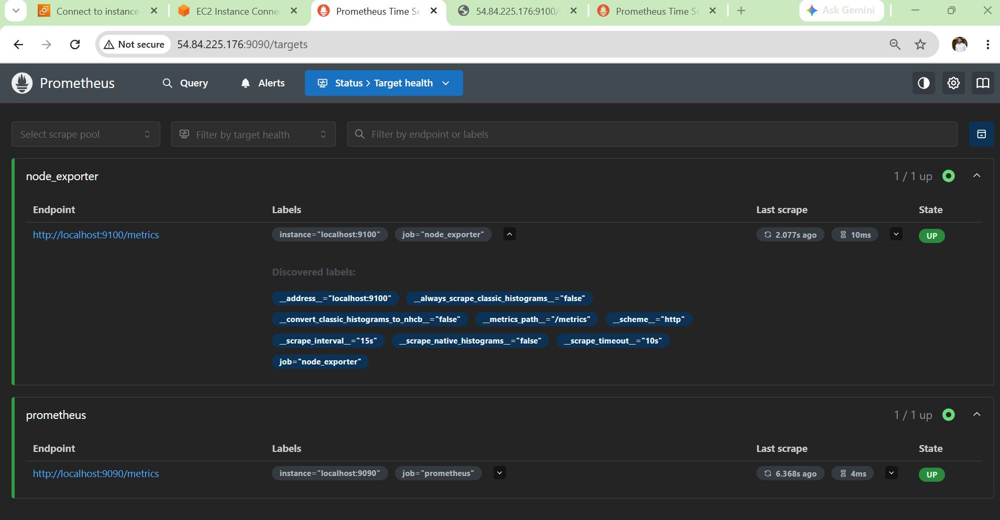 Connect to instance
EC2 Instance Conne
Prometheus Time Se
54.84.225.176:9100/
Prometheus Time Se
Ask Gemini
Not secure
54.84.225.176:9090/targets
Prometheus
Query
Alerts
Status > Target health
Select scrape pool
Filter by target health
Filter by endpoint or labels
node_exporter
1 / 1 up
Endpoint Labels Last scrape State
http://localhost:9100/metrics instance="localhost:9100" job="node_exporter" 2.077s ago 10ms UP
Discovered labels:
__address__="localhost:9100" __always_scrape_classic_histograms__="false"
__convert_classic_histograms_to_nhcb__="false" __metrics_path__="/metrics" __scheme__="http"
__scrape_interval__="15s" __scrape_native_histograms__="false" __scrape_timeout__="10s"
job="node_exporter"
prometheus
1 / 1 up
Endpoint Labels Last scrape State
http://localhost:9090/metrics instance="localhost:9090" job="prometheus" 6.368s ago 4ms UP